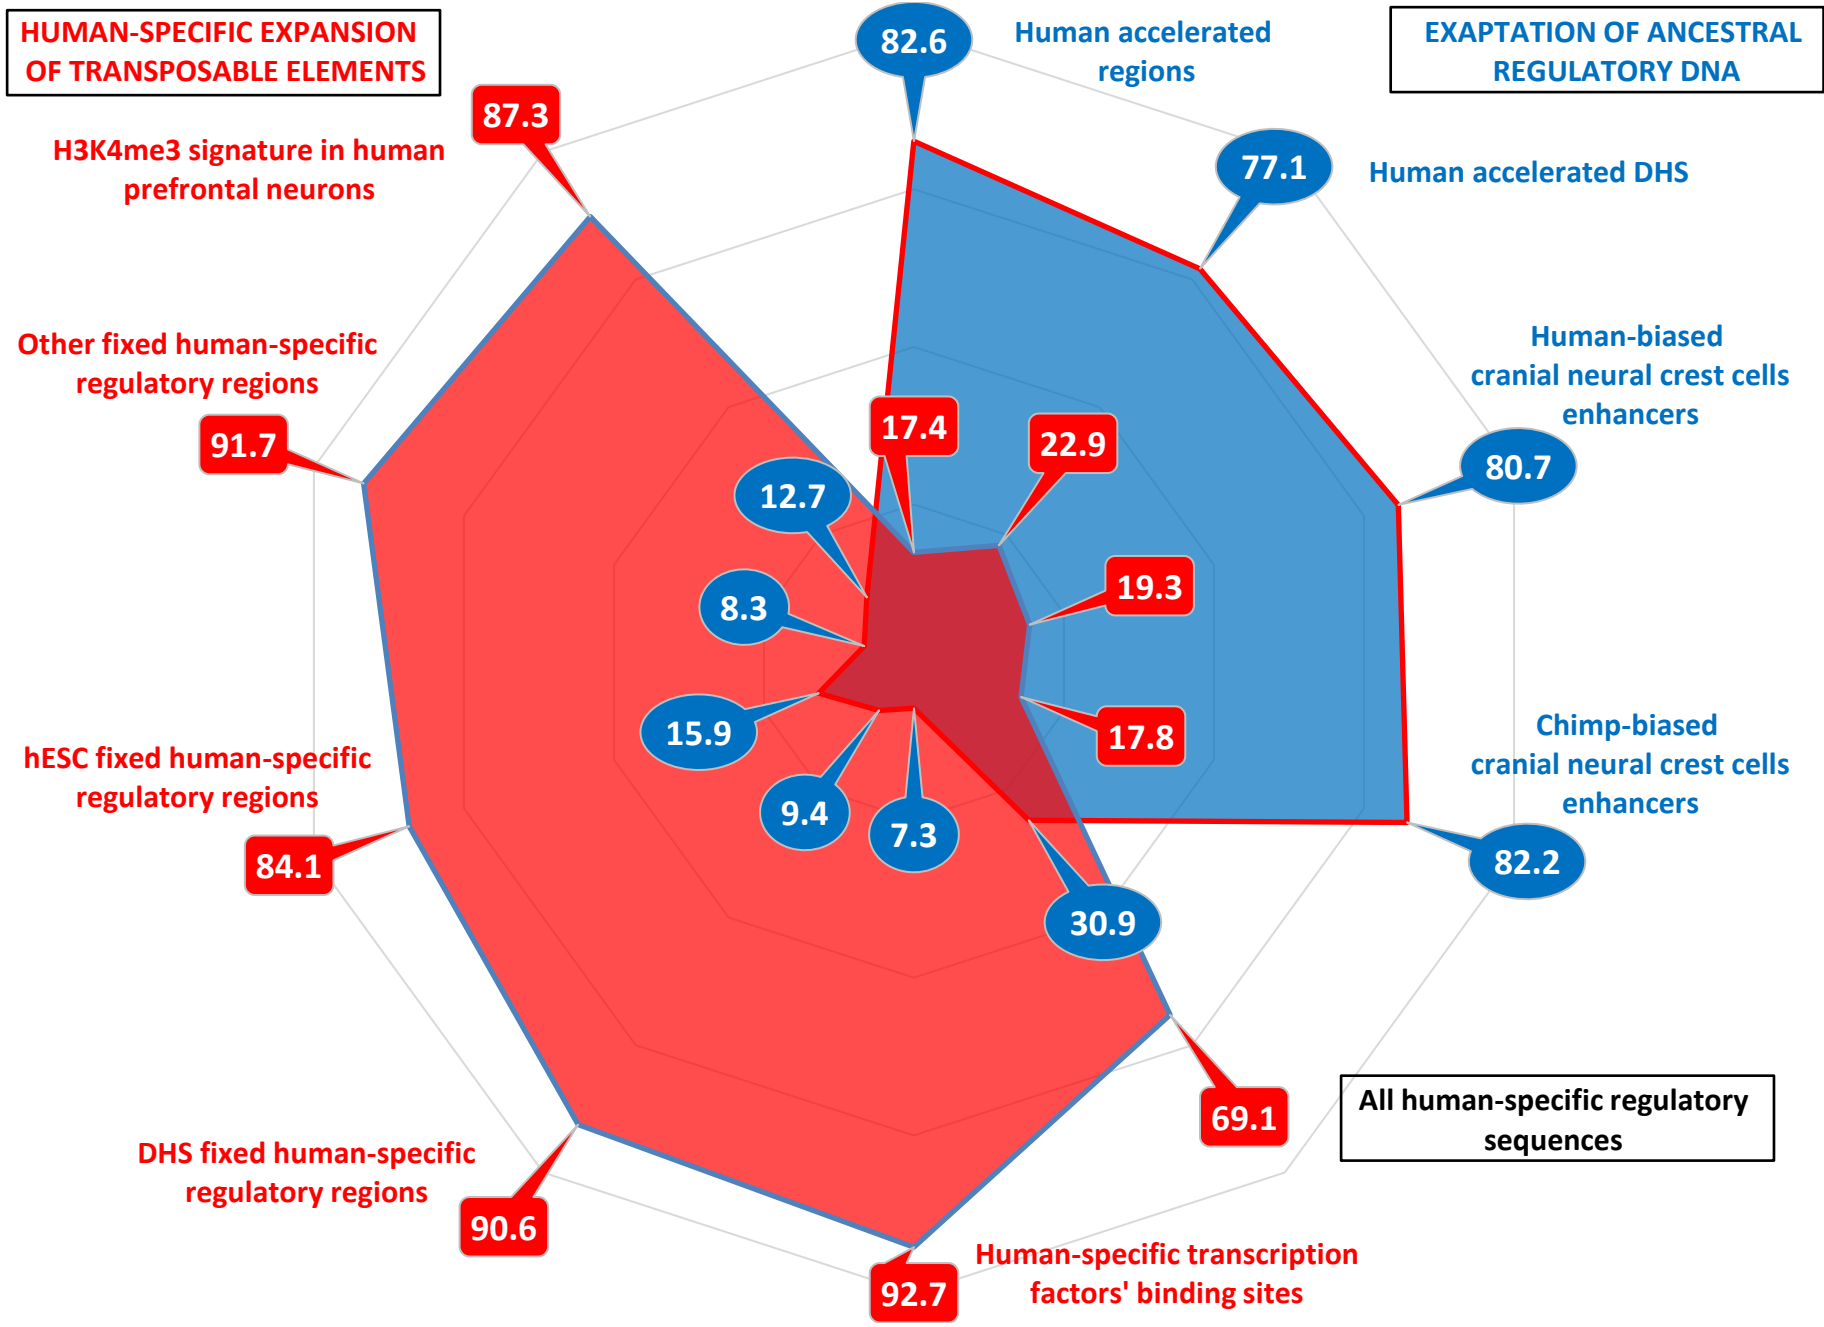 HUMAN-SPECIFIC EXPANSION
OF TRANSPOSABLE ELEMENTS
EXAPTATION OF ANCESTRAL
REGULATORY DNA
82.6
Human accelerated
regions
77.1
Human accelerated DHS
Human-biased
cranial neural crest cells
enhancers
80.7
Chimp-biased
cranial neural crest cells
enhancers
82.2
All human-specific regulatory
sequences
69.1
Human-specific transcription
factors' binding sites
92.7
DHS fixed human-specific
regulatory regions
90.6
hESC fixed human-specific
regulatory regions
84.1
Other fixed human-specific
regulatory regions
91.7
H3K4me3 signature in human
prefrontal neurons
87.3
17.4
22.9
19.3
17.8
30.9
7.3
9.4
15.9
8.3
12.7